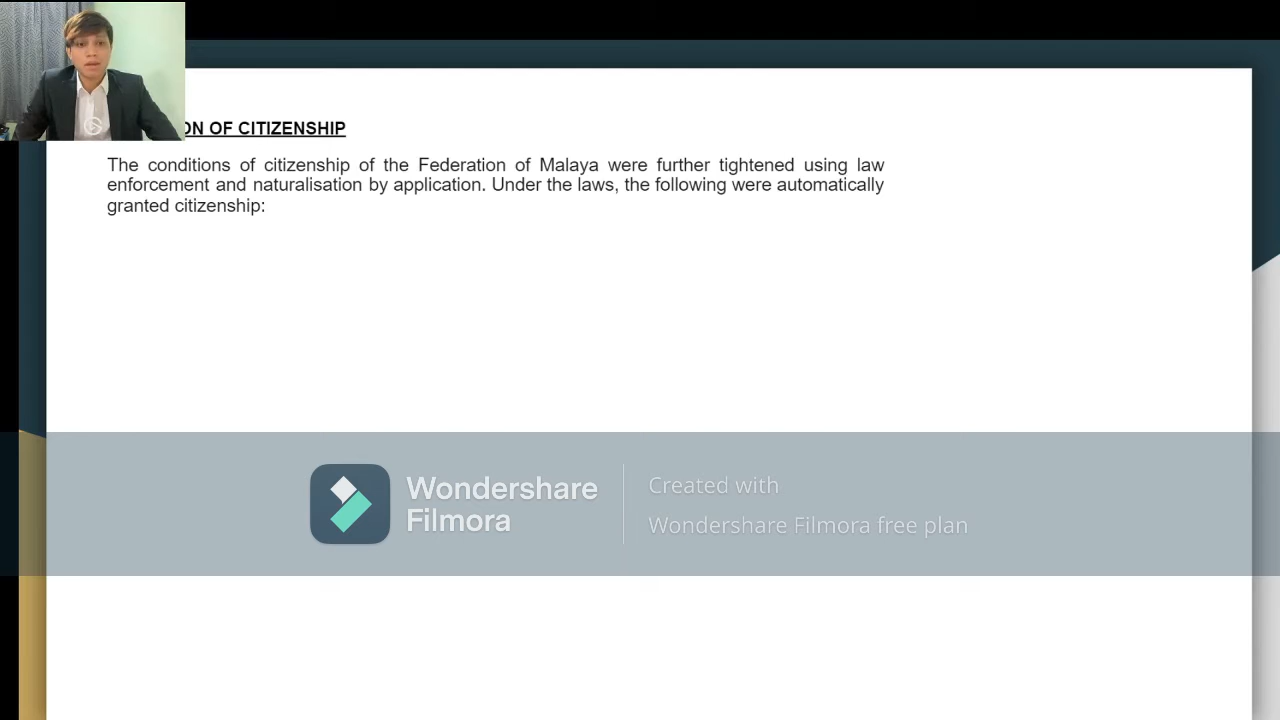 ON OF CITIZENSHIP
The conditions of citizenship of the Federation of Malaya were further tightened using law
enforcement and naturalisation by application. Under the laws, the following were automatically
granted citizenship:
Wondershare
Filmora
Created with
Wondershare Filmora free plan